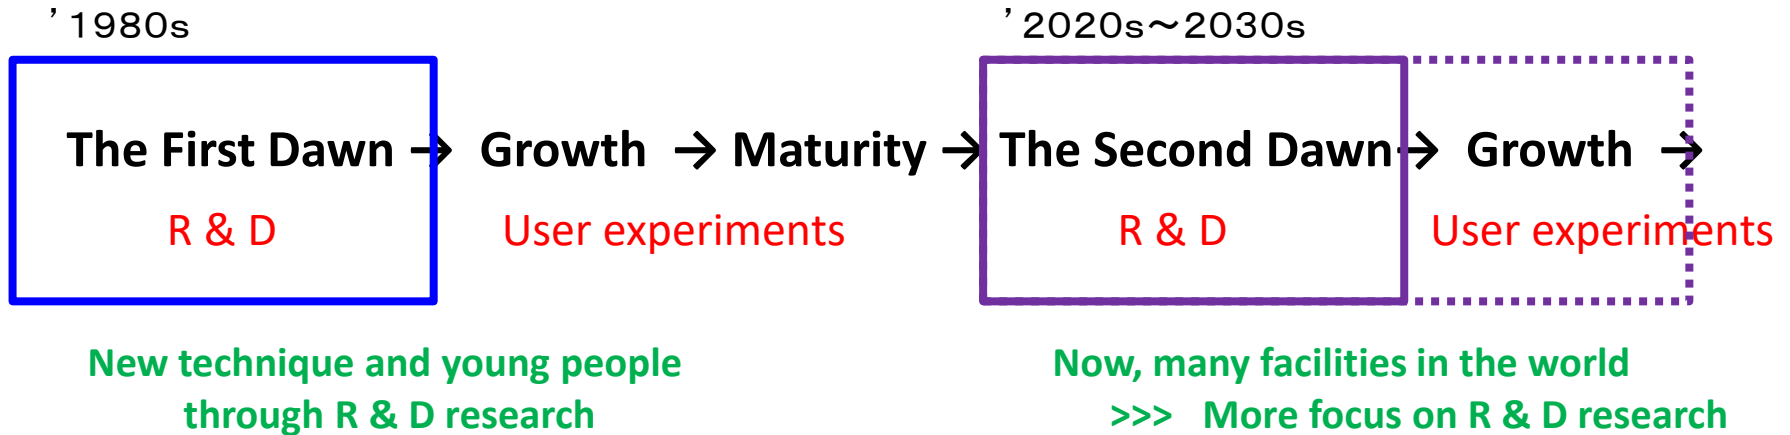 ’1980s ’2020s～2030s
The First Dawn → Growth → Maturity → The Second Dawn → Growth →
R & D User experiments R & D User experiments
New technique and young people Now, many facilities in the world
through R & D research >>> More focus on R & D research